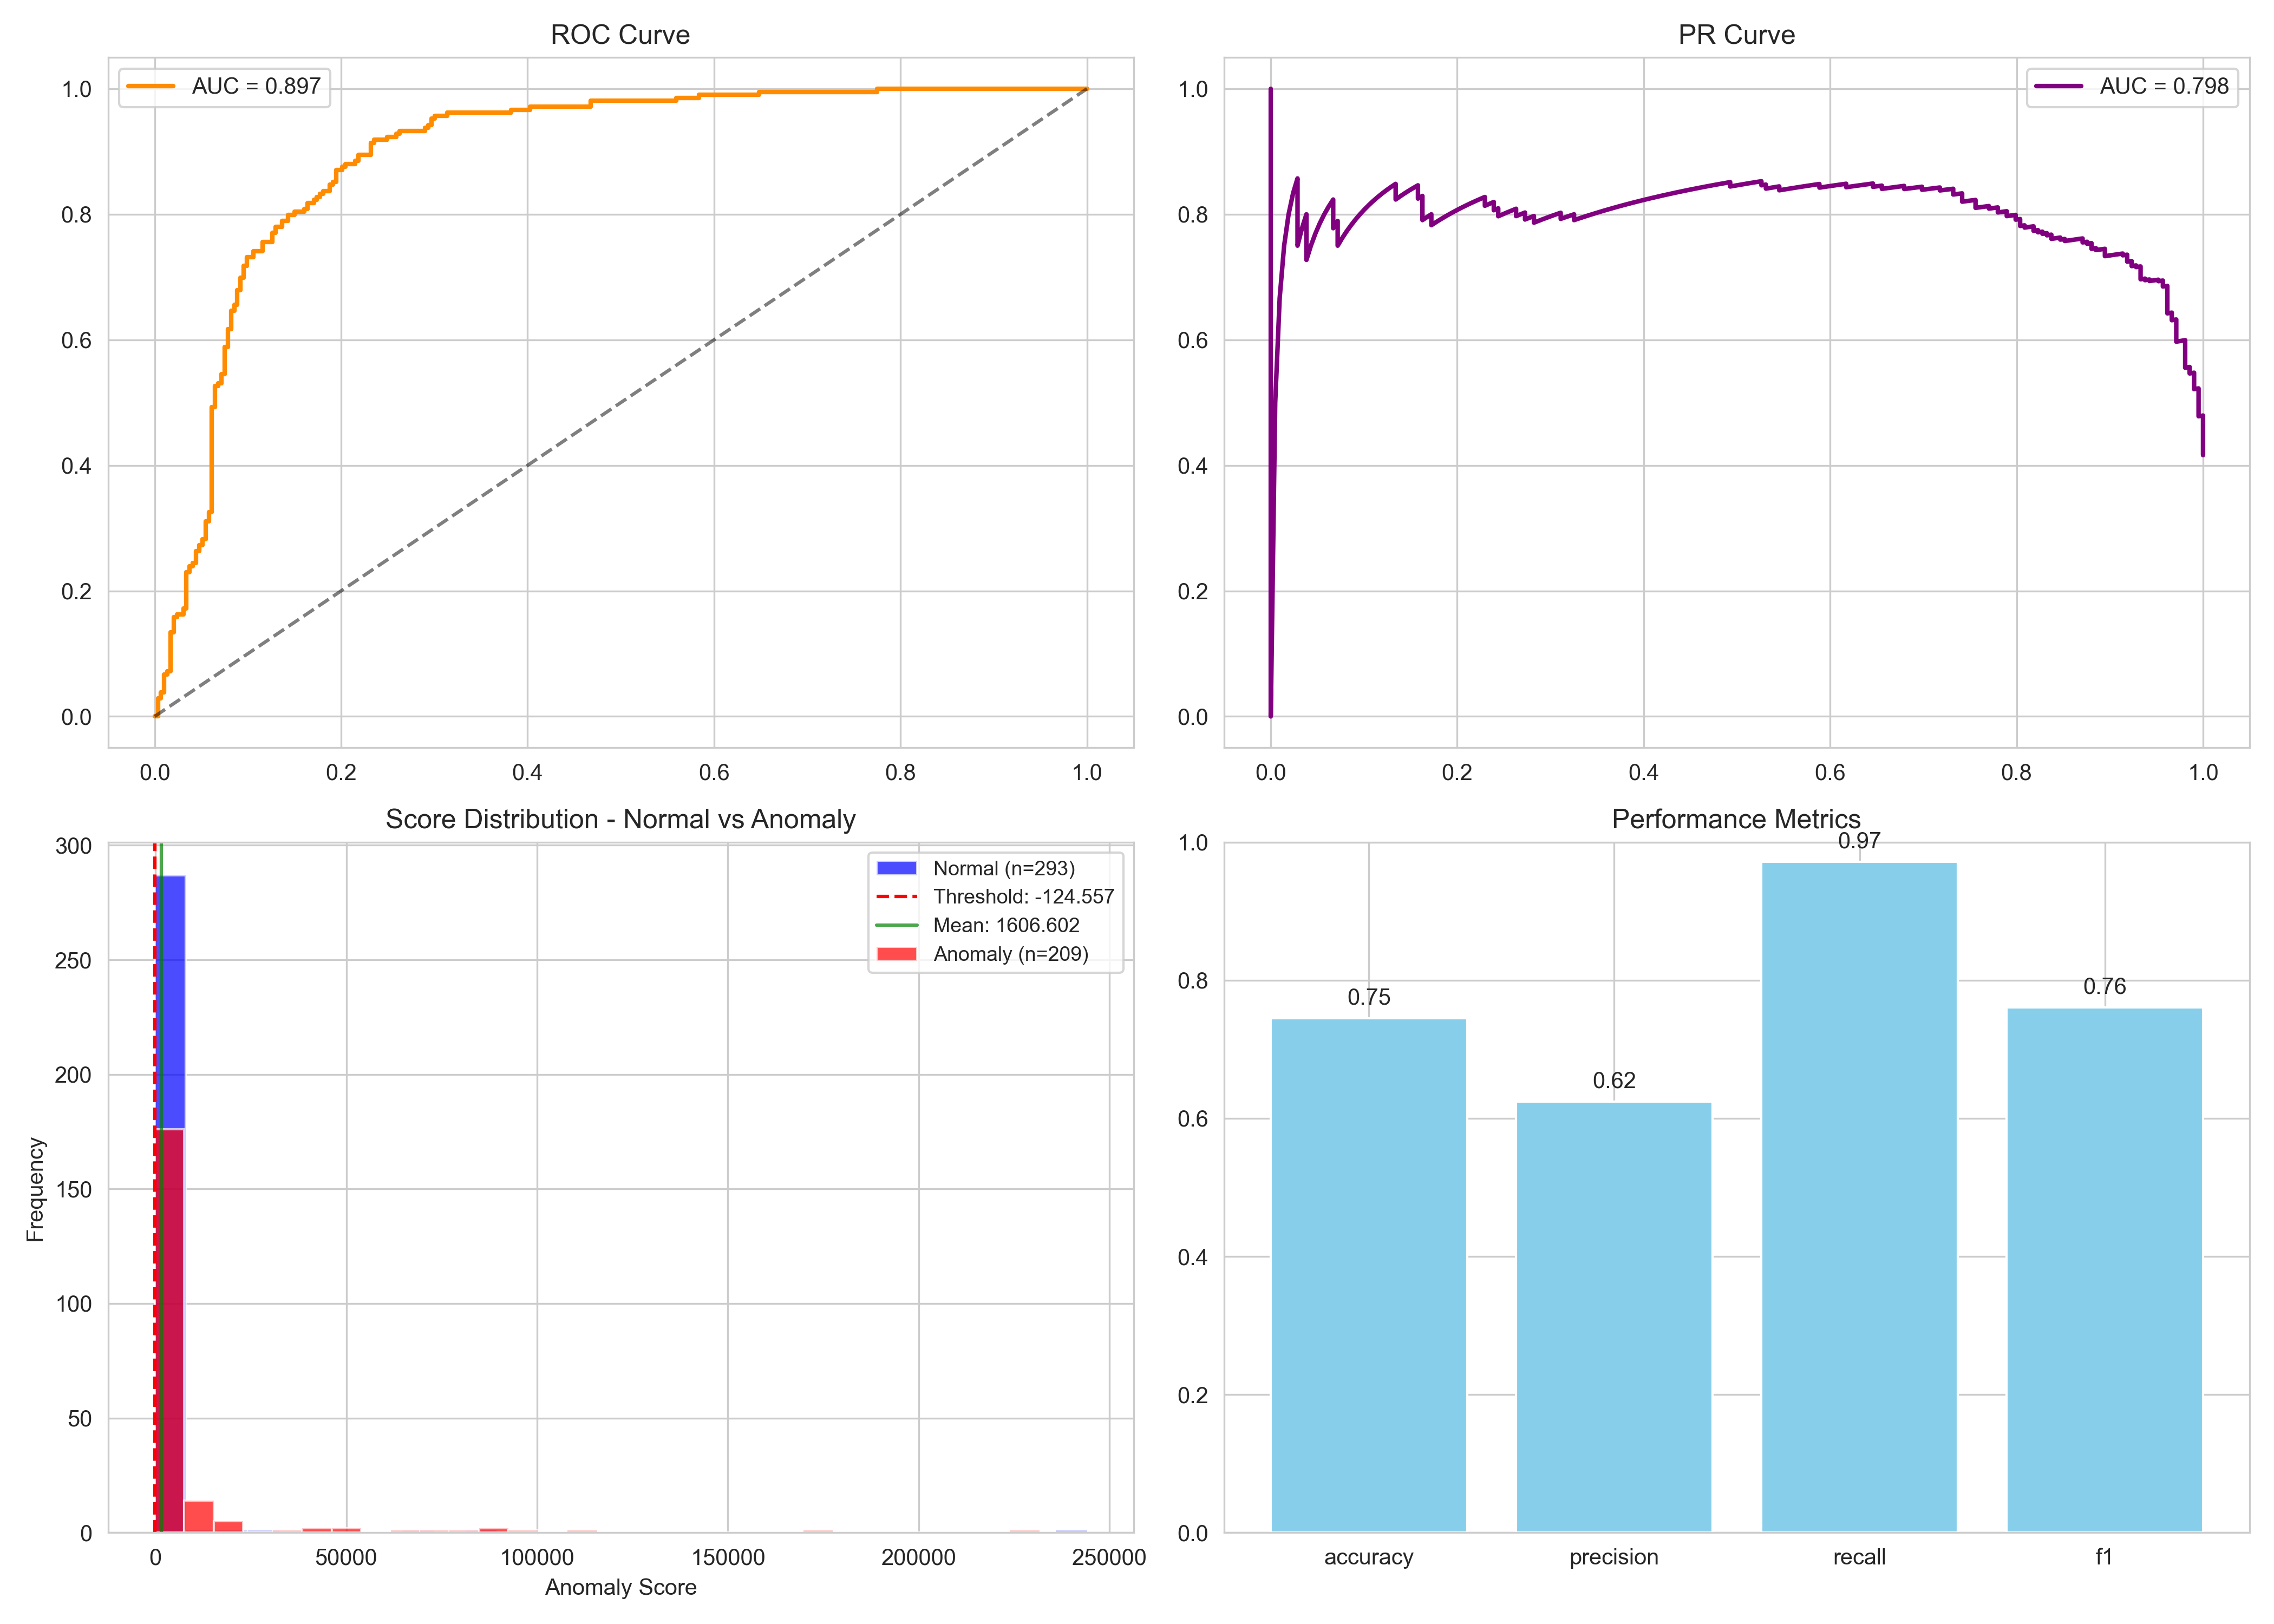 ROC Curve
AUC = 0.897
1.0
0.8
0.6
0.4
0.2
0.0
0.0 0.2 0.4 0.6 0.8 1.0
PR Curve
AUC = 0.798
1.0
0.8
0.6
0.4
0.2
0.0
0.0 0.2 0.4 0.6 0.8 1.0
Score Distribution - Normal vs Anomaly
Normal (n=293)
Threshold: -124.557
Mean: 1606.602
Anomaly (n=209)
Frequency
300
250
200
150
100
50
0
0 50000 100000 150000 200000 250000
Anomaly Score
Performance Metrics
1.0
0.8
0.6
0.4
0.2
0.0
0.75
0.62
0.97
0.76
accuracy precision recall f1